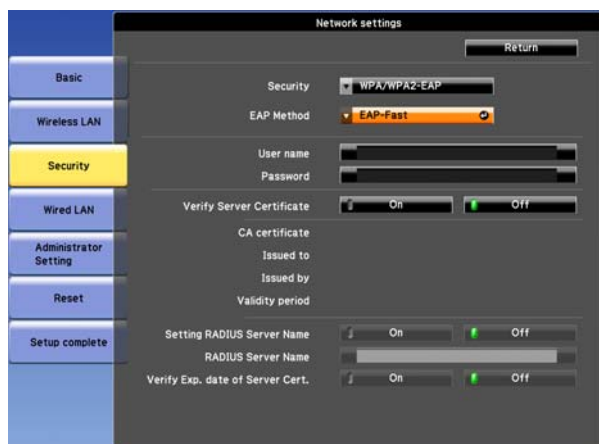 Network settings
Return
Basic
Wireless LAN
Security
Wired LAN
Administrator
Setting
Reset
Setup complete
Security WPA/WPA2-EAP
EAP Method EAP-Fast
User name
Password
Verify Server Certificate On Off
CA certificate
Issued to
Issued by
Validity period
Setting RADIUS Server Name On Off
RADIUS Server Name
Verify Exp. date of Server Cert. On Off